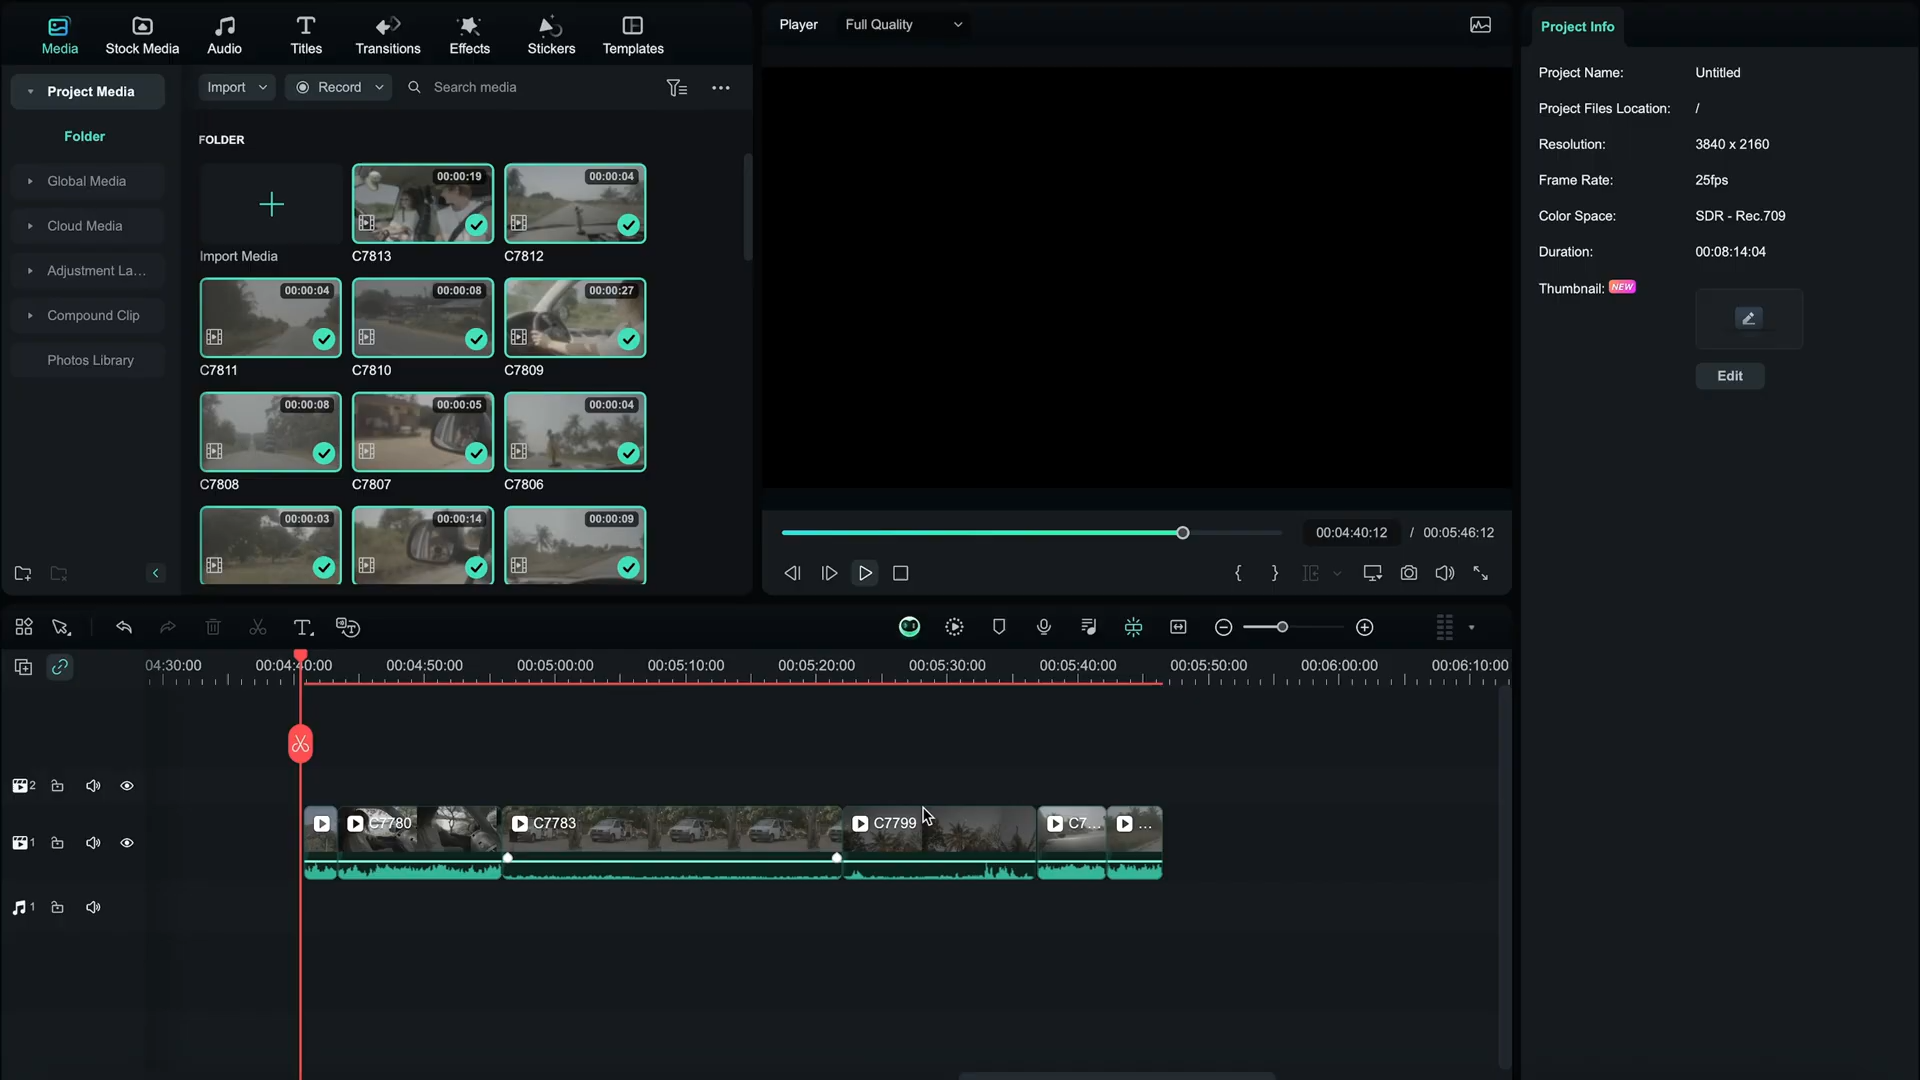 Media
Stock Media
Audio
Titles
Transitions
Effects
Stickers
Templates
Player
Full Quality
Project Info
Project Media
Folder
Global Media
Cloud Media
Adjustment La...
Compound Clip
Photos Library
Import
Record
Search media
FOLDER
Import Media
00:00:19
C7813
00:00:04
C7812
00:00:04
C7811
00:00:08
C7810
00:00:27
C7809
00:00:08
C7808
00:00:05
C7807
00:00:04
C7806
00:00:03
00:00:14
00:00:09
00:04:40:12 / 00:05:46:12
Project Name: Untitled
Project Files Location: /
Resolution: 3840 x 2160
Frame Rate: 25fps
Color Space: SDR - Rec.709
Duration: 00:08:14:04
Thumbnail: NEW
Edit
04:30:00 00:04:40:00 00:04:50:00 00:05:00:00 00:05:10:00 00:05:20:00 00:05:30:00 00:05:40:00 00:05:50:00 00:06:00:00 00:06:10:00
2
C7780 C7783 C7799 C7... ...
1
1